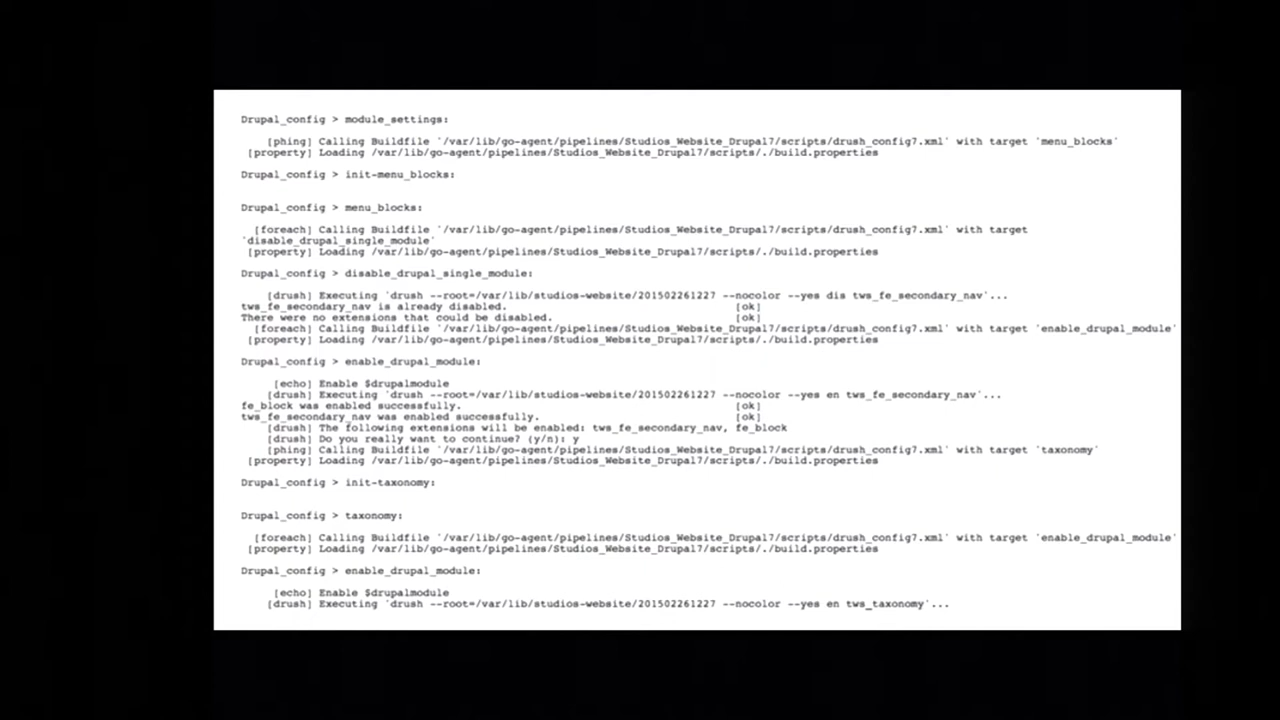 Drupal_config > module_settings:
[phing] Calling Buildfile '/var/lib/go-agent/pipelines/Studios_Website_Drupal7/scripts/drush_config7.xml' with target 'menu_blocks'
[property] Loading /var/lib/go-agent/pipelines/Studios_Website_Drupal7/scripts/./build.properties
Drupal_config > init-menu_blocks:
Drupal_config > menu_blocks:
[foreach] Calling Buildfile '/var/lib/go-agent/pipelines/Studios_Website_Drupal7/scripts/drush_config7.xml' with target
'disable_drupal_single_module'
[property] Loading /var/lib/go-agent/pipelines/Studios_Website_Drupal7/scripts/./build.properties
Drupal_config > disable_drupal_single_module:
[drush] Executing 'drush --root=/var/lib/studios-website/201502261227 --nocolor --yes dis tws_fe_secondary_nav'...
tws_fe_secondary_nav is already disabled. [ok]
There were no extensions that could be disabled. [ok]
[foreach] Calling Buildfile '/var/lib/go-agent/pipelines/Studios_Website_Drupal7/scripts/drush_config7.xml' with target 'enable_drupal_module'
[property] Loading /var/lib/go-agent/pipelines/Studios_Website_Drupal7/scripts/./build.properties
Drupal_config > enable_drupal_module:
[echo] Enable $drupalmodule
[drush] Executing 'drush --root=/var/lib/studios-website/201502261227 --nocolor --yes en tws_fe_secondary_nav'...
fe_block was enabled successfully. [ok]
tws_fe_secondary_nav was enabled successfully. [ok]
[drush] The following extensions will be enabled: tws_fe_secondary_nav, fe_block
[drush] Do you really want to continue? (y/n): y
[phing] Calling Buildfile '/var/lib/go-agent/pipelines/Studios_Website_Drupal7/scripts/drush_config7.xml' with target 'taxonomy'
[property] Loading /var/lib/go-agent/pipelines/Studios_Website_Drupal7/scripts/./build.properties
Drupal_config > init-taxonomy:
Drupal_config > taxonomy:
[foreach] Calling Buildfile '/var/lib/go-agent/pipelines/Studios_Website_Drupal7/scripts/drush_config7.xml' with target 'enable_drupal_module'
[property] Loading /var/lib/go-agent/pipelines/Studios_Website_Drupal7/scripts/./build.properties
Drupal_config > enable_drupal_module:
[echo] Enable $drupalmodule
[drush] Executing 'drush --root=/var/lib/studios-website/201502261227 --nocolor --yes en tws_taxonomy'...